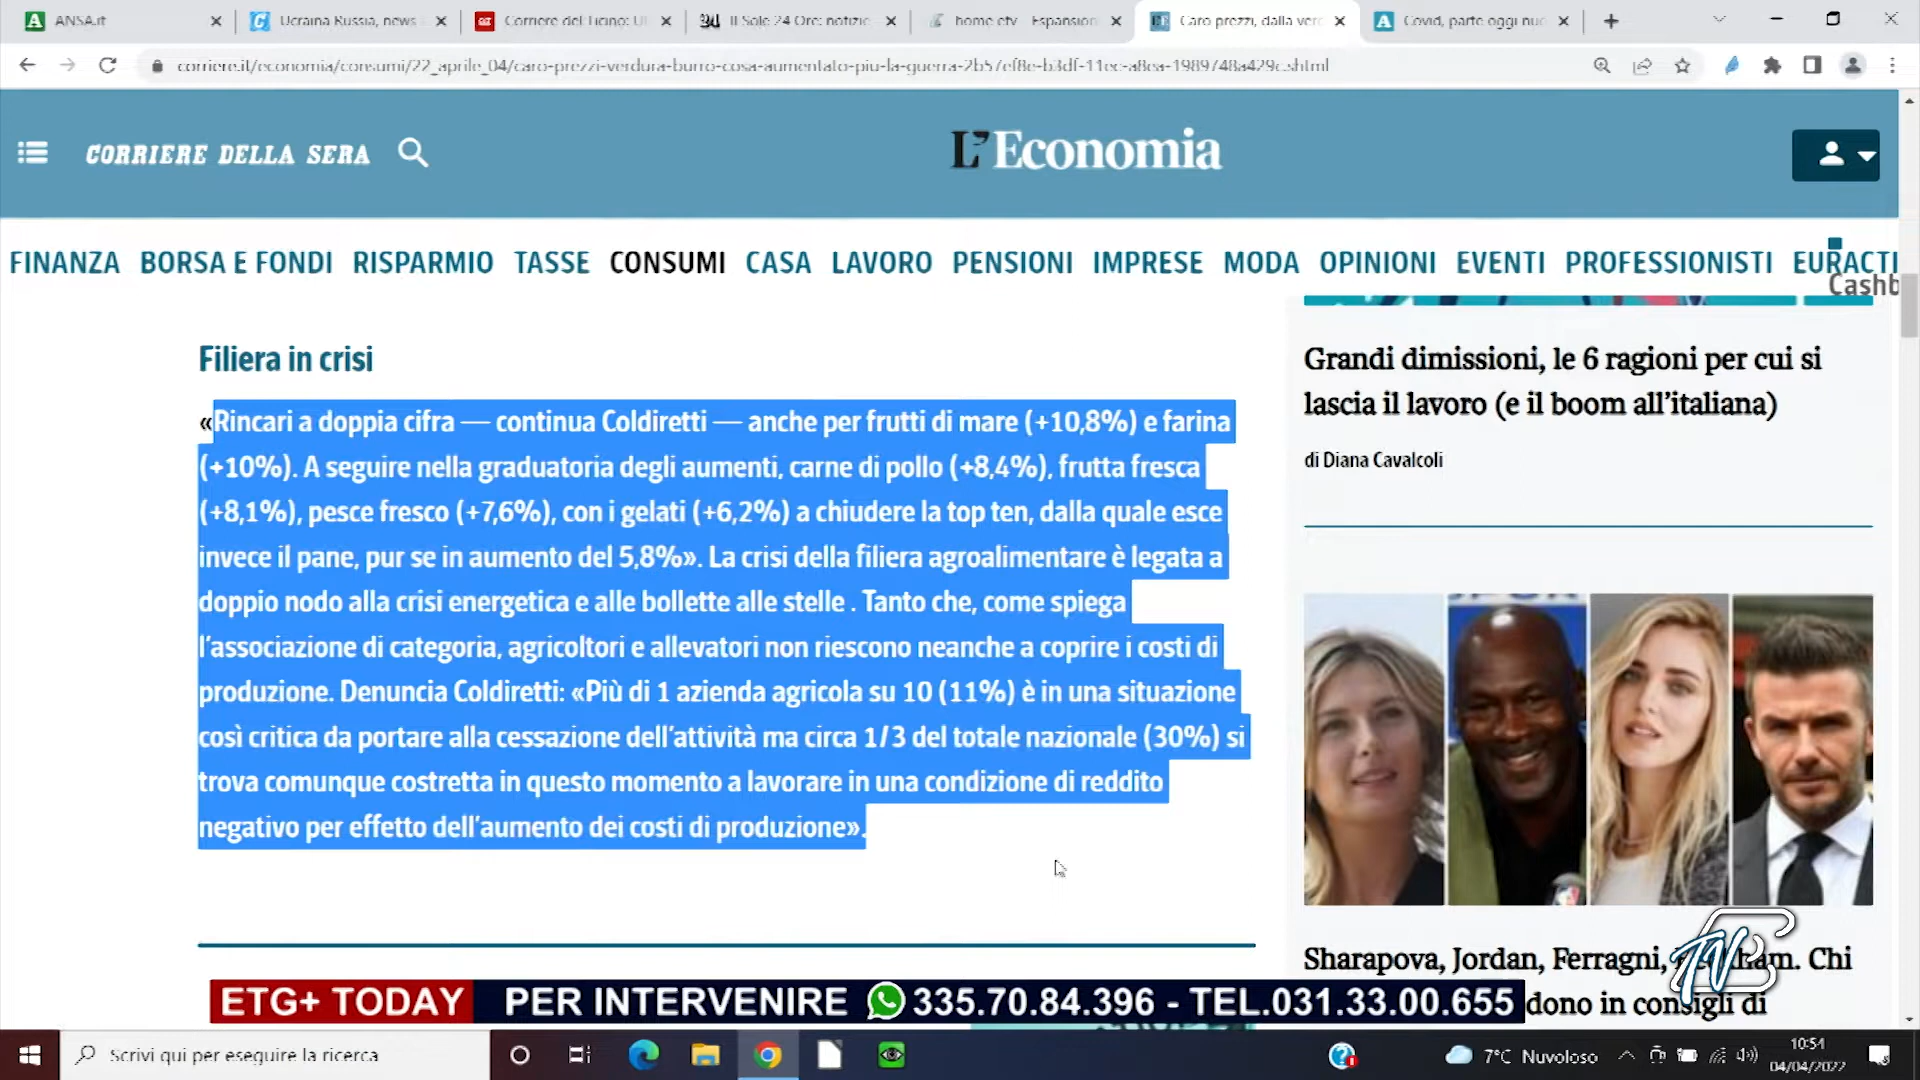 ANSA.it
Ucraina Russia, news
Corriere del Ticino: Ul
Il Sole 24 Ore: notizie
home etv - Espansion
Caro prezzi, dalla ver
Covid, parte oggi nuo
corriere.it/economia/consumi/22_aprile_04/caro-prezzi-verdura-burro-cosa-aumentato-piu-la-guerra-2b57ef8e-b3df-11ec-a8ea-1989748a429c.shtml
CORRIERE DELLA SERA
L'Economia
FINANZA BORSA E FONDI RISPARMIO TASSE CONSUMI CASA LAVORO PENSIONI IMPRESE MODA OPINIONI EVENTI PROFESSIONISTI EURACTI
Cashb
Filiera in crisi
«Rincari a doppia cifra — continua Coldiretti — anche per frutti di mare (+10,8%) e farina
(+10%). A seguire nella graduatoria degli aumenti, carne di pollo (+8,4%), frutta fresca
(+8,1%), pesce fresco (+7,6%), con i gelati (+6,2%) a chiudere la top ten, dalla quale esce
invece il pane, pur se in aumento del 5,8%». La crisi della filiera agroalimentare è legata a
doppio nodo alla crisi energetica e alle bollette alle stelle . Tanto che, come spiega
l'associazione di categoria, agricoltori e allevatori non riescono neanche a coprire i costi di
produzione. Denuncia Coldiretti: «Più di 1 azienda agricola su 10 (11%) è in una situazione
così critica da portare alla cessazione dell'attività ma circa 1/3 del totale nazionale (30%) si
trova comunque costretta in questo momento a lavorare in una condizione di reddito
negativo per effetto dell'aumento dei costi di produzione».
Grandi dimissioni, le 6 ragioni per cui si
lascia il lavoro (e il boom all'italiana)
di Diana Cavalcoli
Sharapova, Jordan, Ferragni, Chi
dono in consigli di
ETG+ TODAY PER INTERVENIRE 335.70.84.396 - TEL.031.33.00.655
Scrivi qui per eseguire la ricerca
7°C Nuvoloso
10:54
04/04/2022